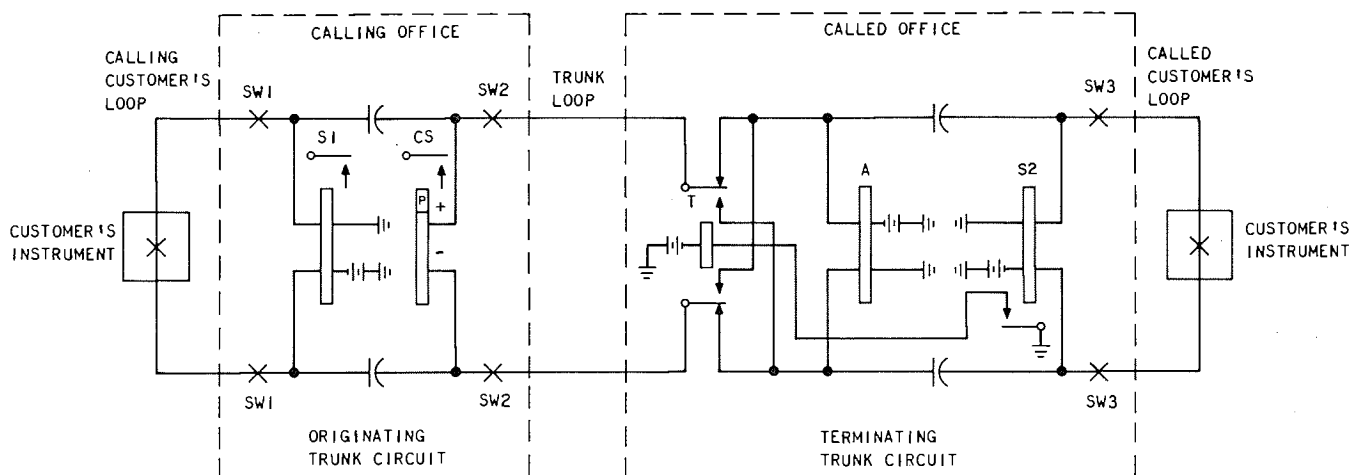 CALLING OFFICE
CALLED OFFICE
CALLING
CUSTOMER'S
LOOP
SW1
SW2
TRUNK
LOOP
SW3
CALLED
CUSTOMER'S
LOOP
S1
CS
P
+
-
T
A
S2
CUSTOMER'S
INSTRUMENT
CUSTOMER'S
INSTRUMENT
SW1
SW2
SW3
ORIGINATING
TRUNK CIRCUIT
TERMINATING
TRUNK CIRCUIT